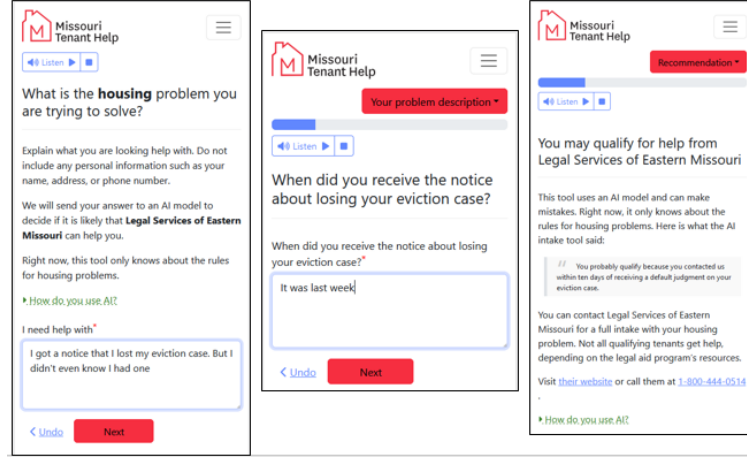 Missouri
Tenant Help
Listen
What is the housing problem you
are trying to solve?
Explain what you are looking help with. Do not
include any personal information such as your
name, address, or phone number.
We will send your answer to an AI model to
decide if it is likely that Legal Services of Eastern
Missouri can help you.
Right now, this tool only knows about the rules
for housing problems.
How do you use AI?
I need help with*
I got a notice that I lost my eviction case. But I
didn't even know I had one
Undo
Next
Missouri
Tenant Help
Your problem description
Listen
When did you receive the notice
about losing your eviction case?
When did you receive the notice about losing
your eviction case?*
It was last week
Undo
Next
Missouri
Tenant Help
Recommendation
Listen
You may qualify for help from
Legal Services of Eastern Missouri
This tool uses an AI model and can make
mistakes. Right now, it only knows about the
rules for housing problems. Here is what the AI
intake tool said:
You probably qualify because you contacted us
within ten days of receiving a default judgment on your
eviction case.
You can contact Legal Services of Eastern
Missouri for a full intake with your housing
problem. Not all qualifying tenants get help,
depending on the legal aid program's resources.
Visit their website or call them at 1-800-444-0514
.
How do you use AI?